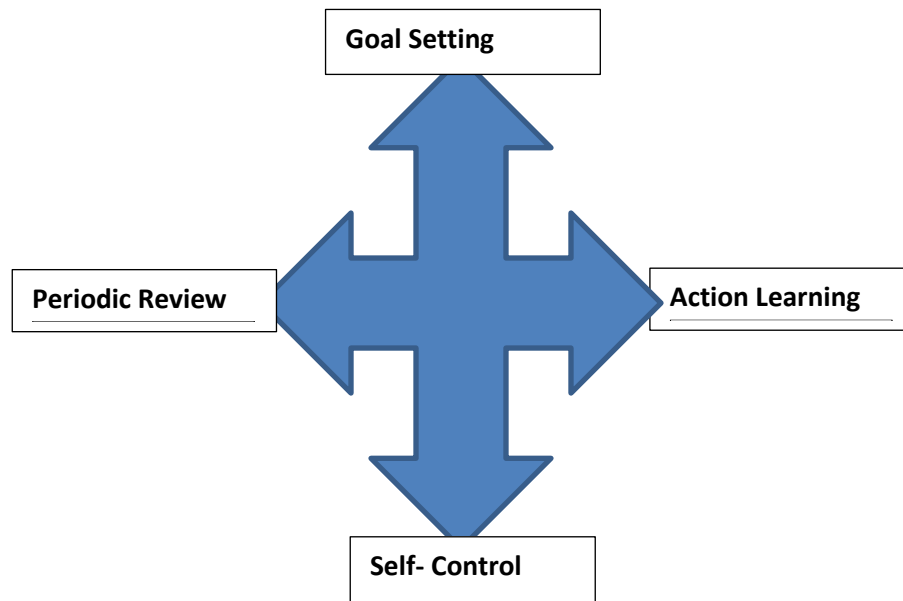 Goal Setting
Periodic Review
Action Learning
Self- Control